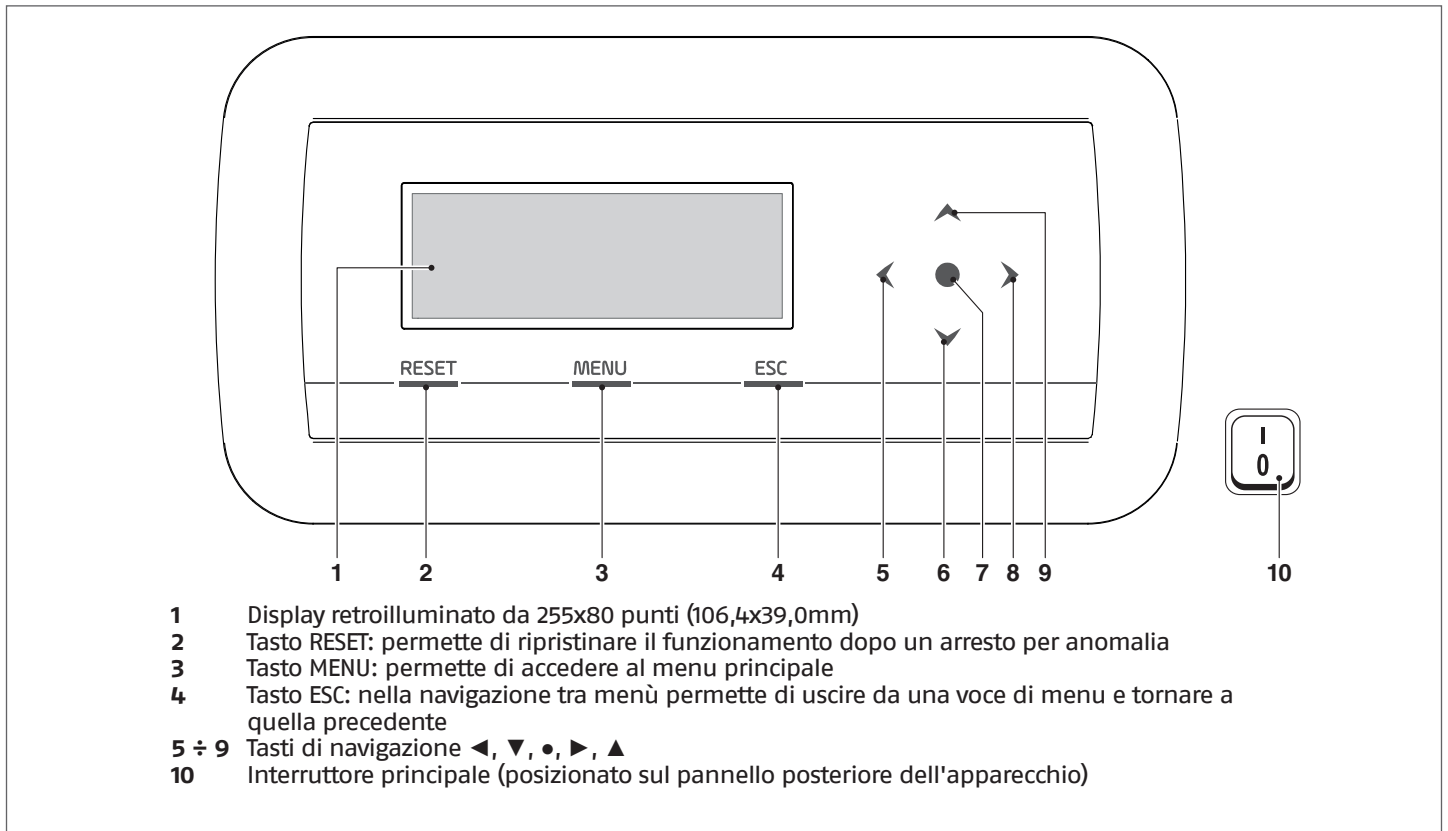 RESET MENU ESC
I
0
1 2 3 4 5 6 7 8 9 10
1 Display retroilluminato da 255x80 punti (106,4x39,0mm)
2 Tasto RESET: permette di ripristinare il funzionamento dopo un arresto per anomalia
3 Tasto MENU: permette di accedere al menu principale
4 Tasto ESC: nella navigazione tra menù permette di uscire da una voce di menu e tornare a
quella precedente
5 ÷ 9 Tasti di navigazione ◄, ▼, ●, ►, ▲
10 Interruttore principale (posizionato sul pannello posteriore dell'apparecchio)